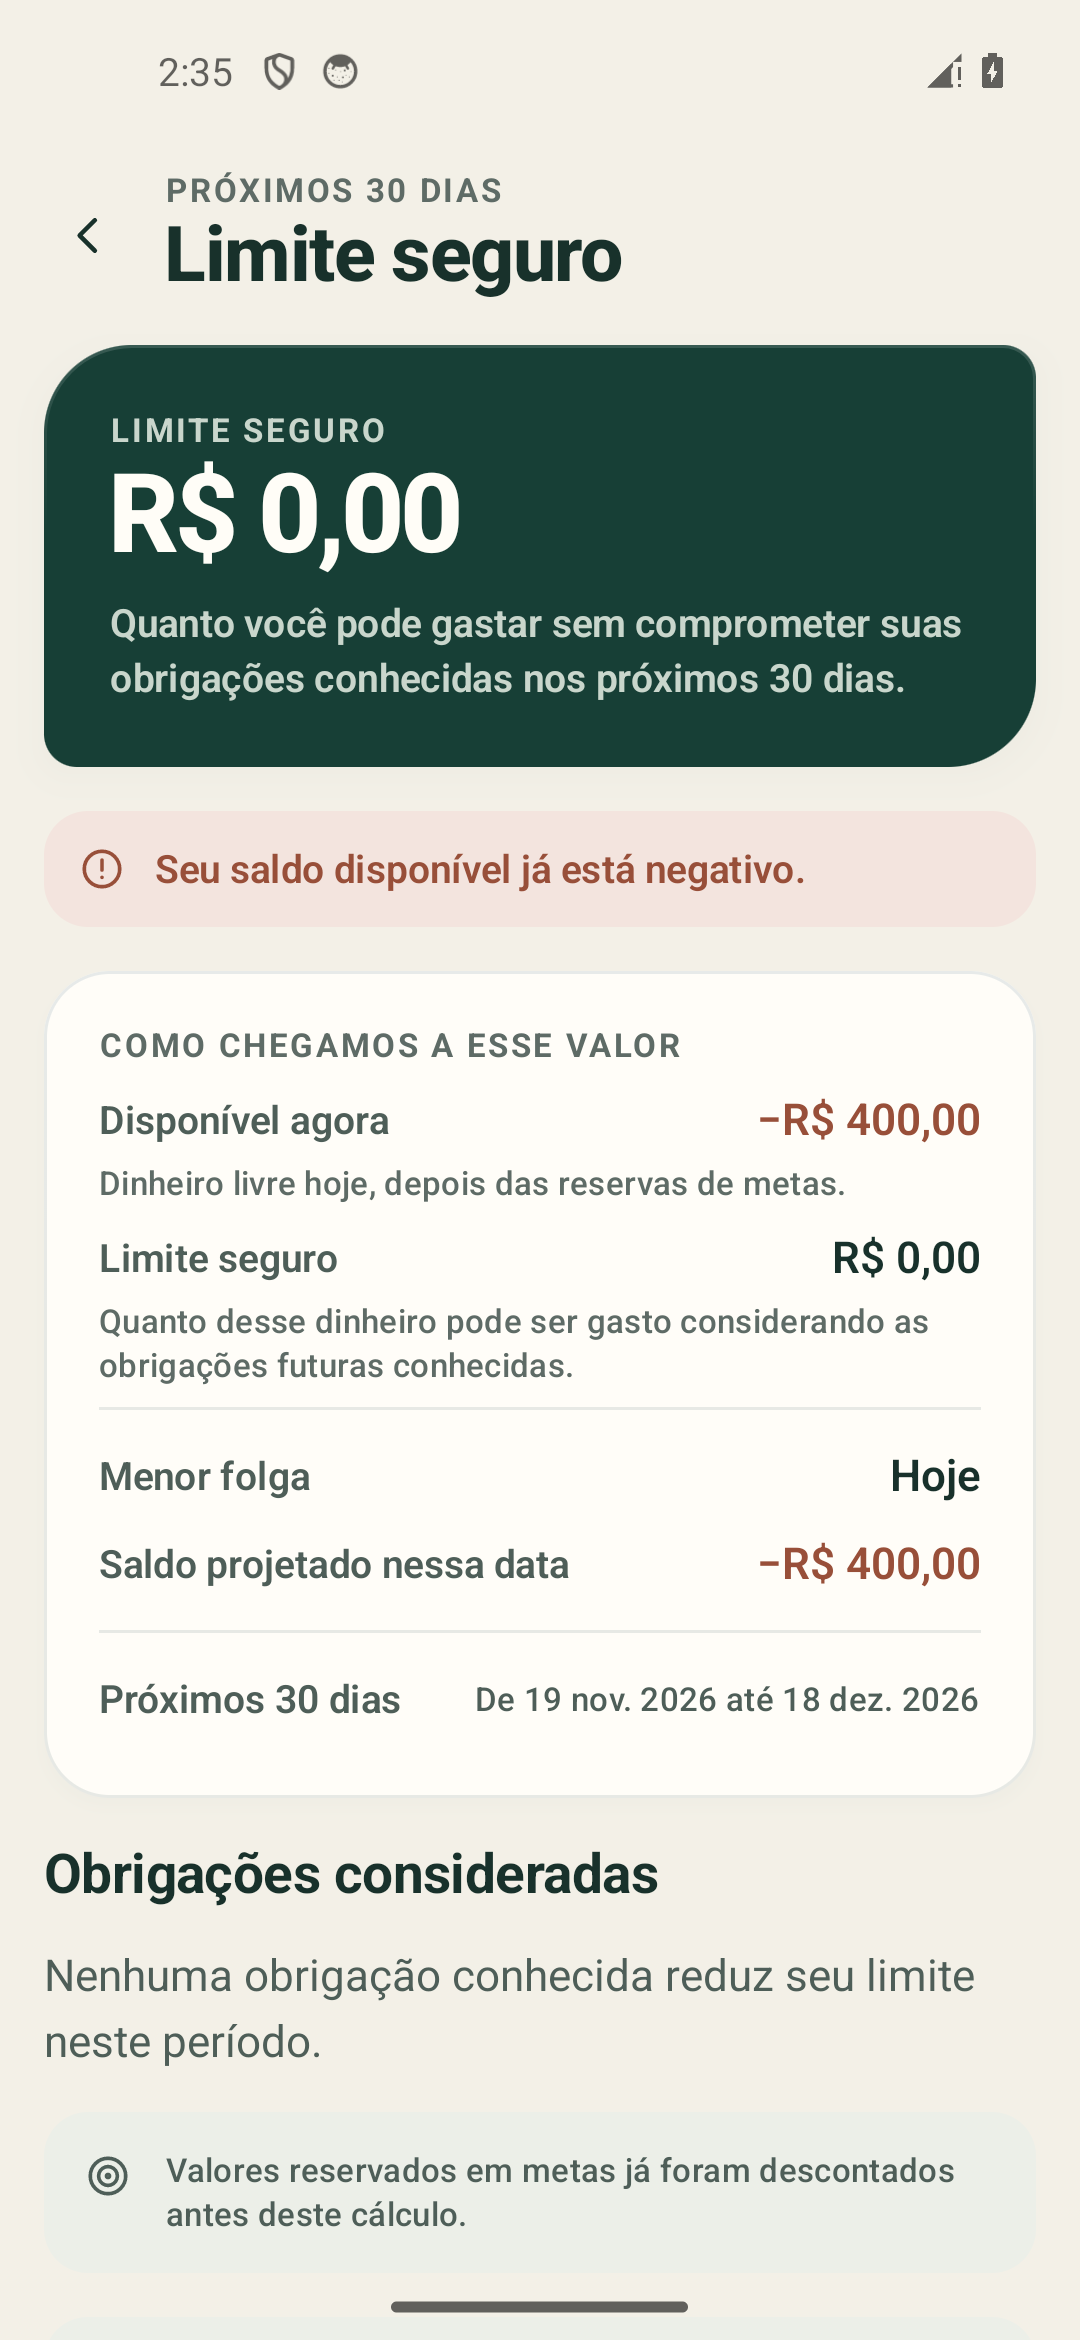 2:35
PRÓXIMOS 30 DIAS
Limite seguro
LIMITE SEGURO
R$ 0,00
Quanto você pode gastar sem comprometer suas
obrigações conhecidas nos próximos 30 dias.
Seu saldo disponível já está negativo.
COMO CHEGAMOS A ESSE VALOR
Disponível agora −R$ 400,00
Dinheiro livre hoje, depois das reservas de metas.
Limite seguro R$ 0,00
Quanto desse dinheiro pode ser gasto considerando as
obrigações futuras conhecidas.
Menor folga Hoje
Saldo projetado nessa data −R$ 400,00
Próximos 30 dias De 19 nov. 2026 até 18 dez. 2026
Obrigações consideradas
Nenhuma obrigação conhecida reduz seu limite
neste período.
Valores reservados em metas já foram descontados
antes deste cálculo.